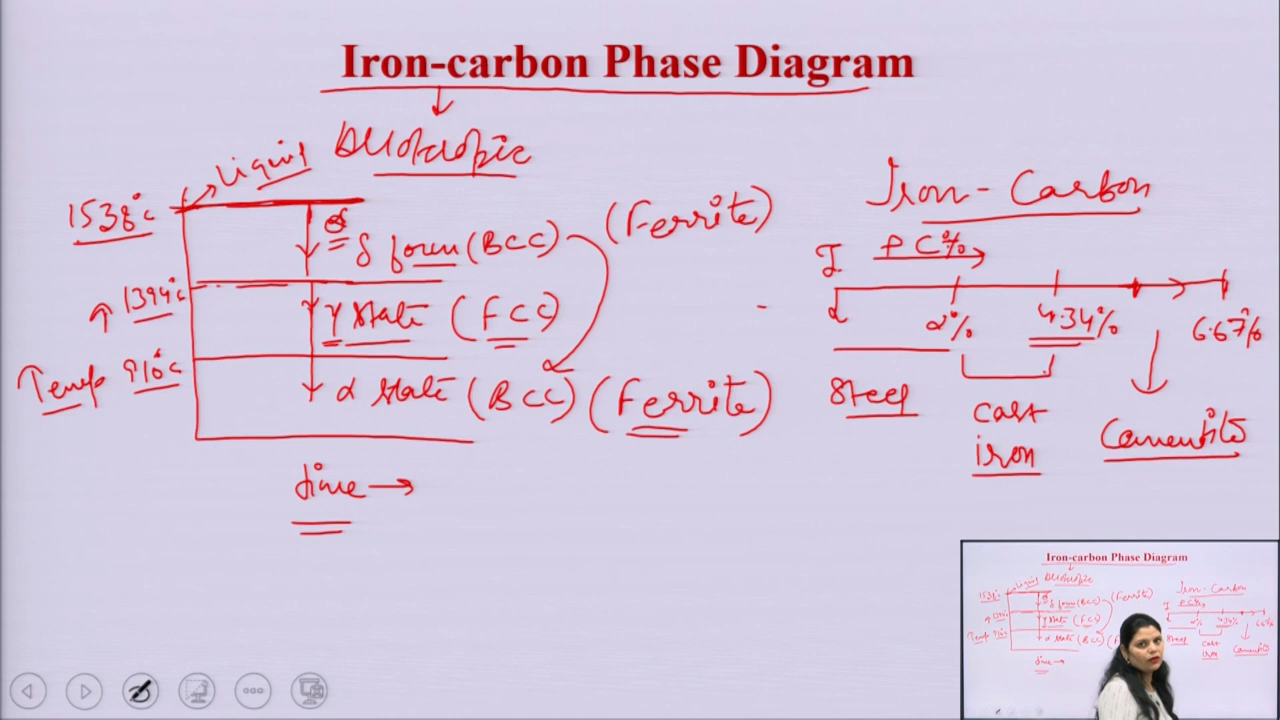 Iron-carbon Phase Diagram
Allotropic
Liquid
1538°c
δ form (BCC)
(Ferrite)
↑ 1394°c
γ state (FCC)
Temp 910°c
α state (BCC) (Ferrite)
time →
Iron - Carbon
P C% →
I
2%
4.34%
6.67%
Steel
cast
iron
Cementite